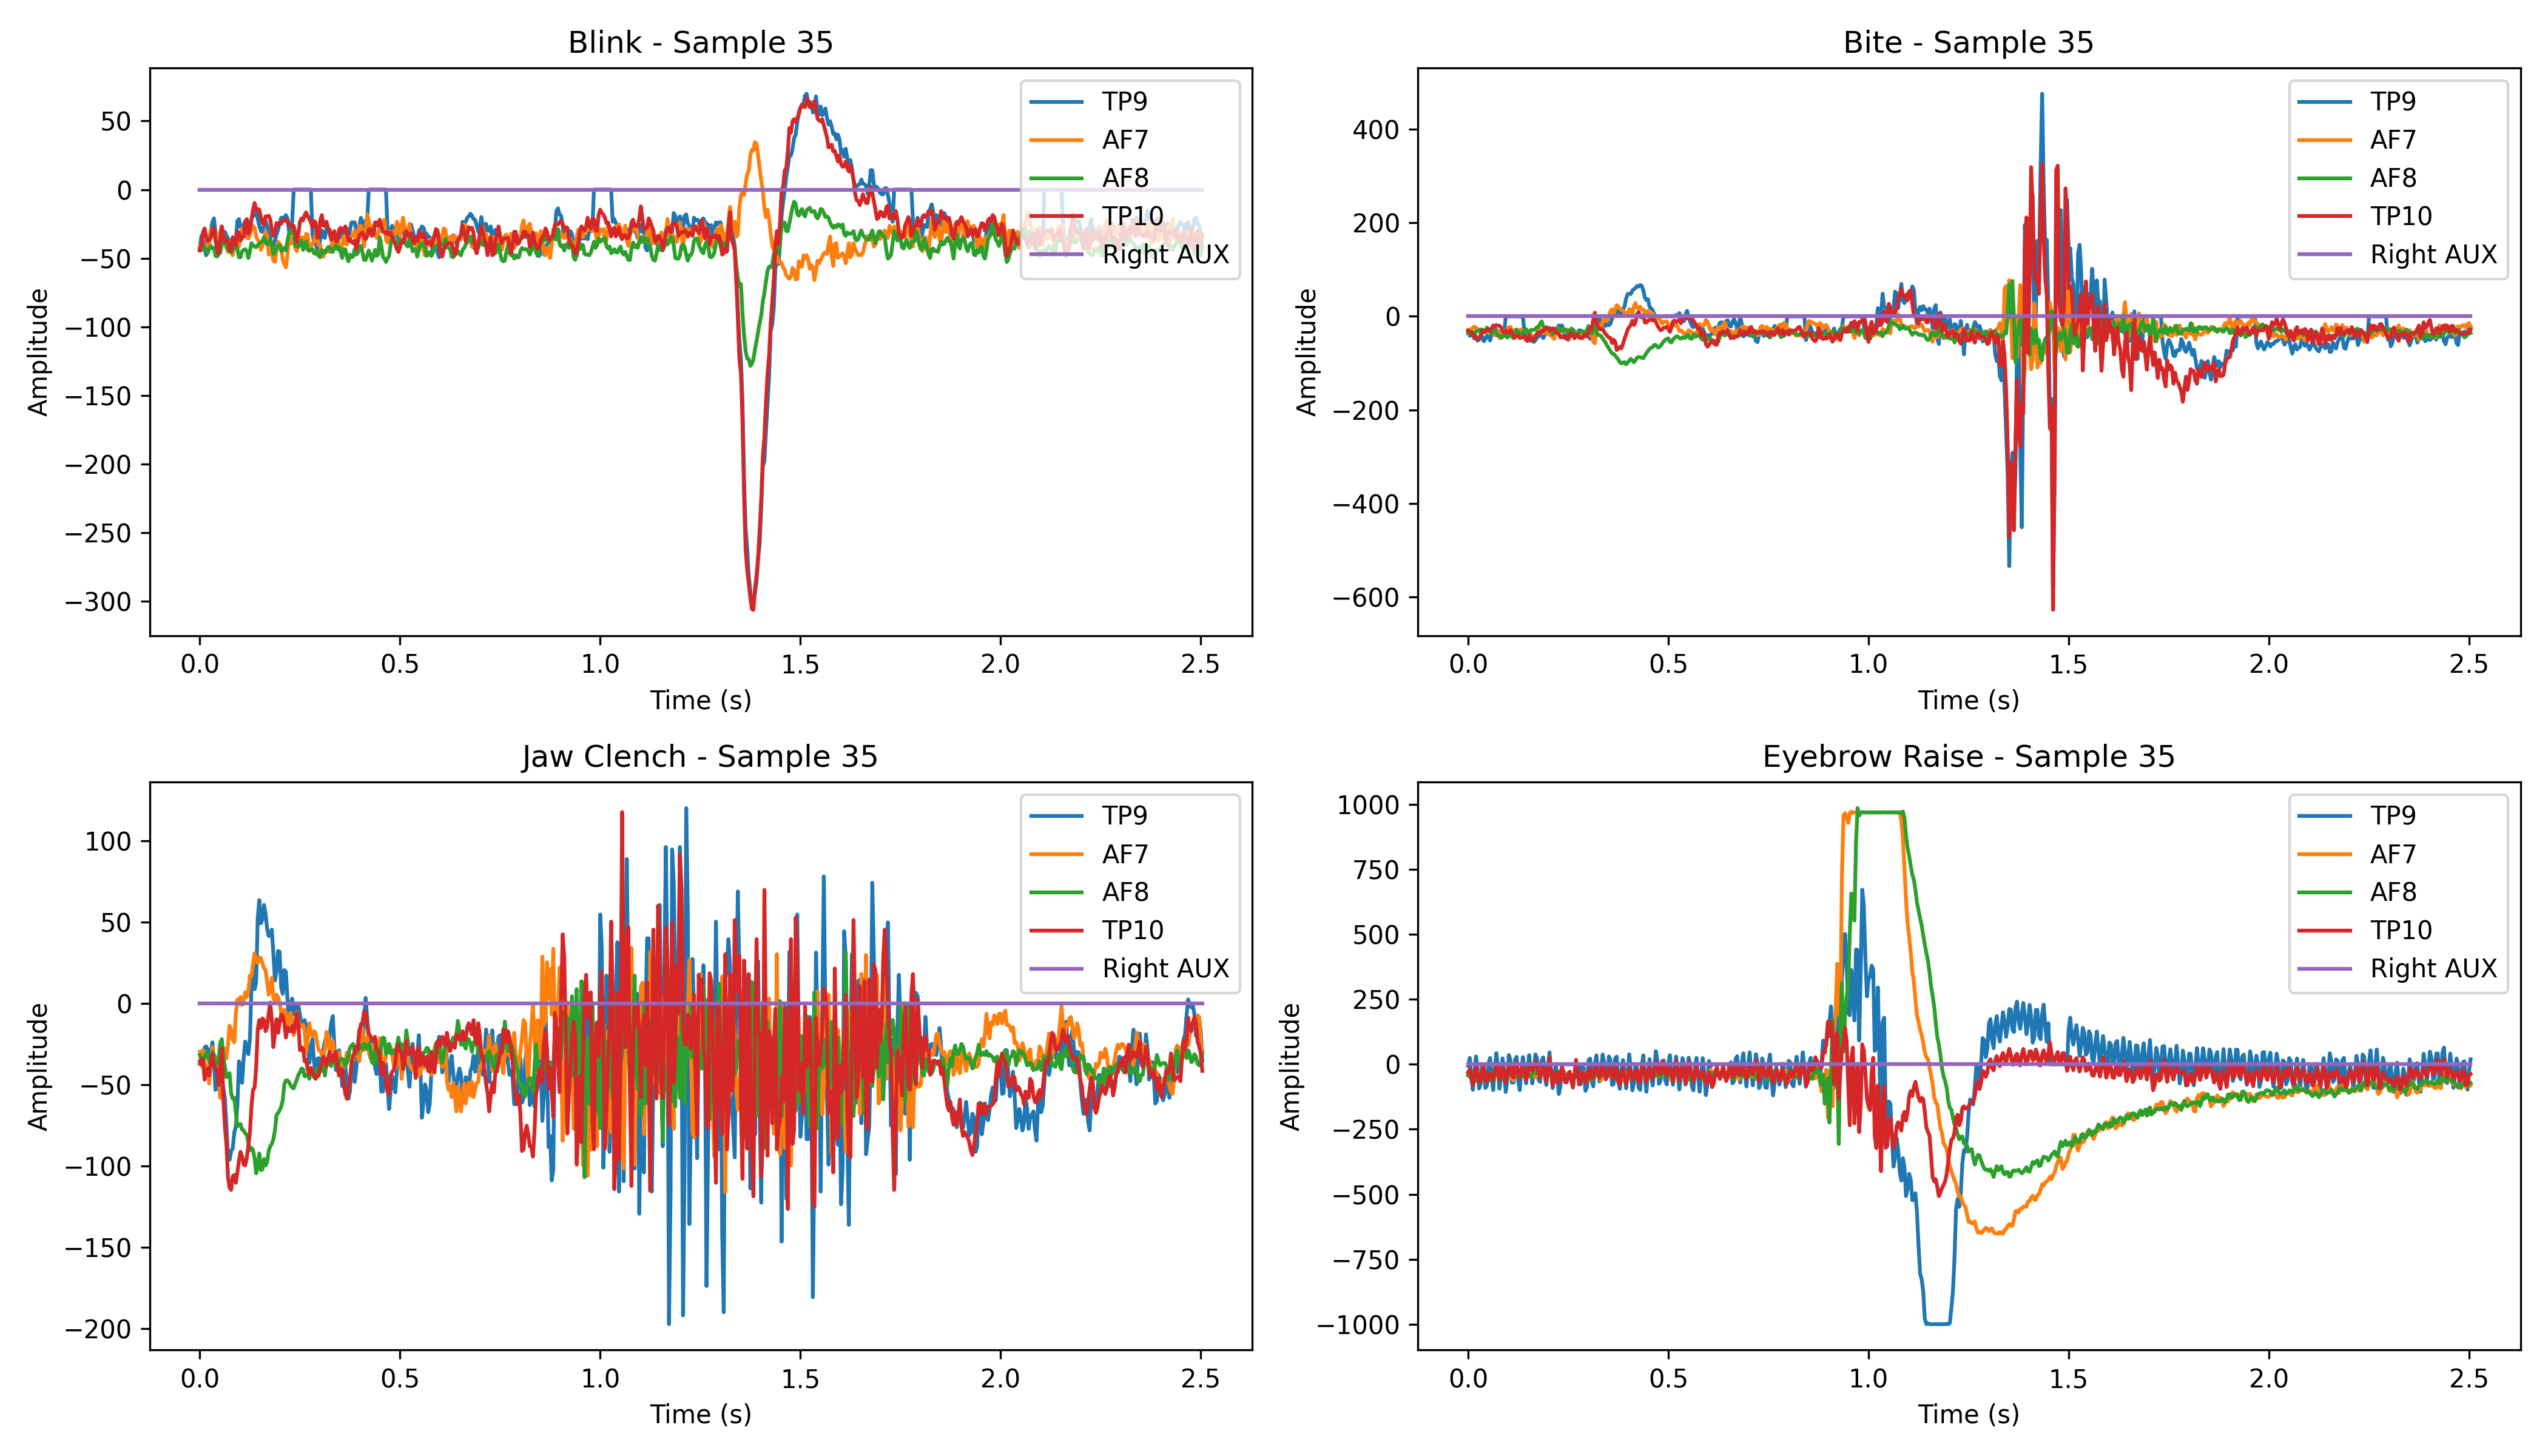 Blink - Sample 35
50
0
−50
−100
−150
−200
−250
−300
Amplitude
TP9
AF7
AF8
TP10
Right AUX
0.0 0.5 1.0 1.5 2.0 2.5
Time (s)
Bite - Sample 35
400
200
0
−200
−400
−600
Amplitude
TP9
AF7
AF8
TP10
Right AUX
0.0 0.5 1.0 1.5 2.0 2.5
Time (s)
Jaw Clench - Sample 35
100
50
0
−50
−100
−150
−200
Amplitude
TP9
AF7
AF8
TP10
Right AUX
0.0 0.5 1.0 1.5 2.0 2.5
Time (s)
Eyebrow Raise - Sample 35
1000
750
500
250
0
−250
−500
−750
−1000
Amplitude
TP9
AF7
AF8
TP10
Right AUX
0.0 0.5 1.0 1.5 2.0 2.5
Time (s)